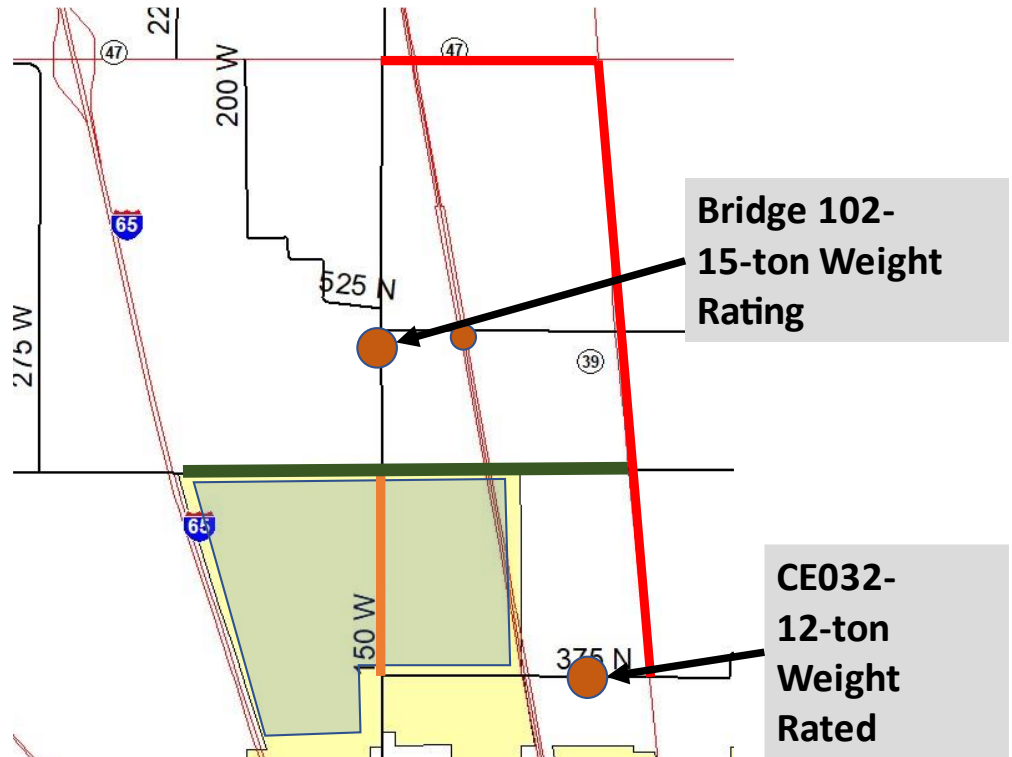 22
47
47
200 W
65
Bridge 102-
15-ton Weight
Rating
525 N
275 W
39
65
CE032-
12-ton
Weight
Rated
150 W
375 N